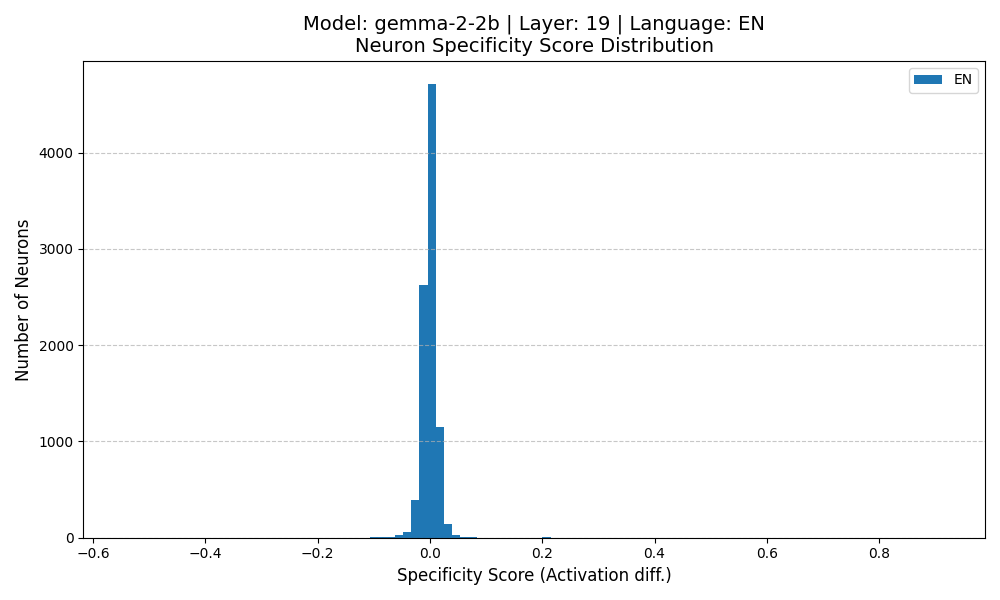 Model: gemma-2-2b | Layer: 19 | Language: EN
Neuron Specificity Score Distribution
EN
Number of Neurons
4000
3000
2000
1000
0
−0.6 −0.4 −0.2 0.0 0.2 0.4 0.6 0.8
Specificity Score (Activation diff.)